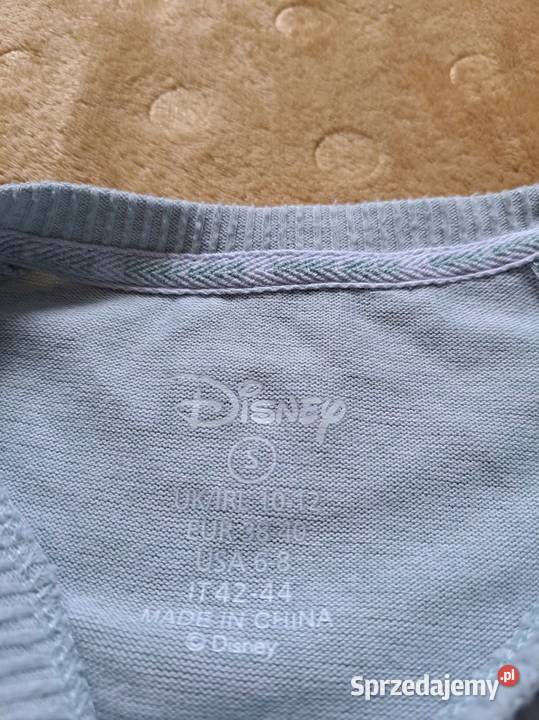 Disney
S
UK/IRL 10-12
EUR 38-40
USA 6-8
IT 42-44
MADE IN CHINA
© Disney
Sprzedajemy.pl